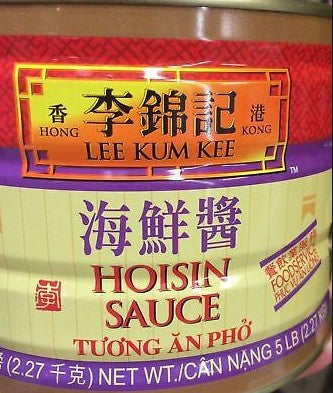 香 李錦記 港
HONG KONG
LEE KUM KEE
™
海鮮醬
HOISIN
SAUCE
TƯƠNG ĂN PHỞ
李
FOODSERVICE
(2.27 千克) NET WT./CÂN NẶNG 5 LB (2.27